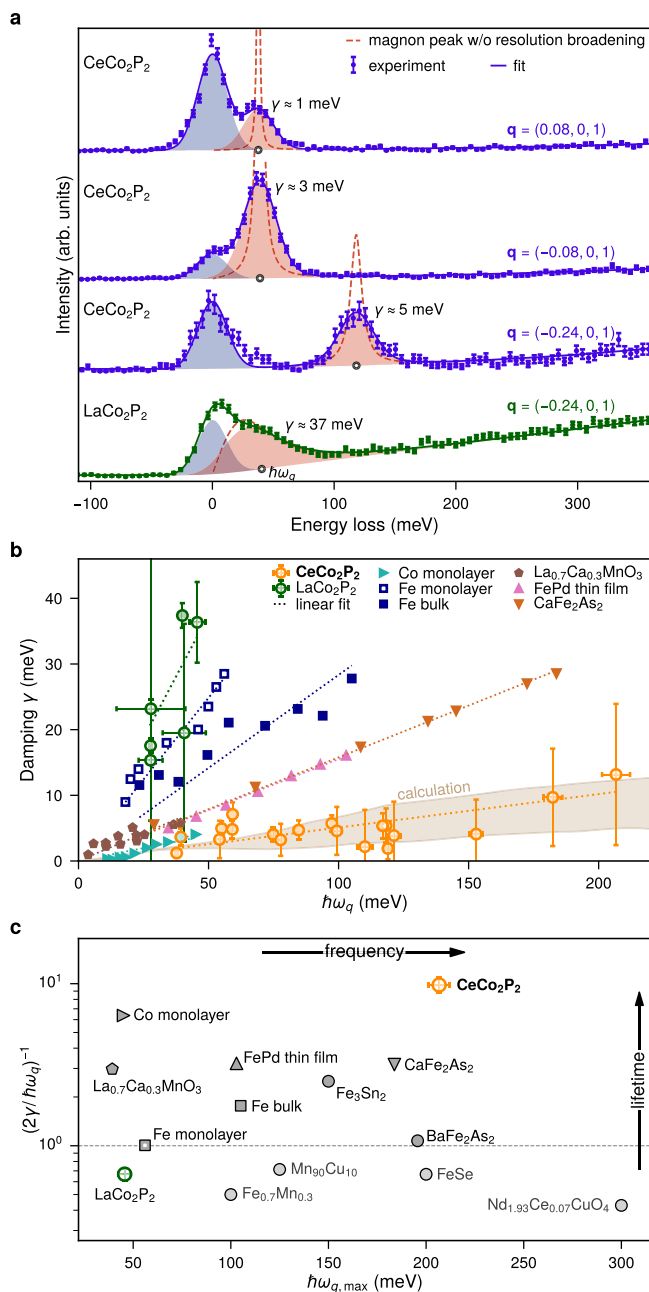 a
magnon peak w/o resolution broadening
experiment
fit
CeCo₂P₂
γ ≈ 1 meV
q = (0.08, 0, 1)
CeCo₂P₂
γ ≈ 3 meV
q = (−0.08, 0, 1)
CeCo₂P₂
γ ≈ 5 meV
q = (−0.24, 0, 1)
LaCo₂P₂
γ ≈ 37 meV
q = (−0.24, 0, 1)
ħω_q
Intensity (arb. units)
−100 0 100 200 300
Energy loss (meV)
b
CeCo₂P₂
LaCo₂P₂
linear fit
Co monolayer
Fe monolayer
Fe bulk
La₀.₇Ca₀.₃MnO₃
FePd thin film
CaFe₂As₂
calculation
Damping γ (meV)
40
30
20
10
0
0 50 100 150 200
ħω_q (meV)
c
frequency
CeCo₂P₂
Co monolayer
La₀.₇Ca₀.₃MnO₃
FePd thin film
CaFe₂As₂
Fe₃Sn₂
Fe bulk
Fe monolayer
BaFe₂As₂
LaCo₂P₂
Mn₉₀Cu₁₀
FeSe
Fe₀.₇Mn₀.₃
Nd₁.₉₃Ce₀.₀₇CuO₄
lifetime
(2γ/ħω_q)⁻¹
10¹
10⁰
50 100 150 200 250 300
ħω_q,max (meV)